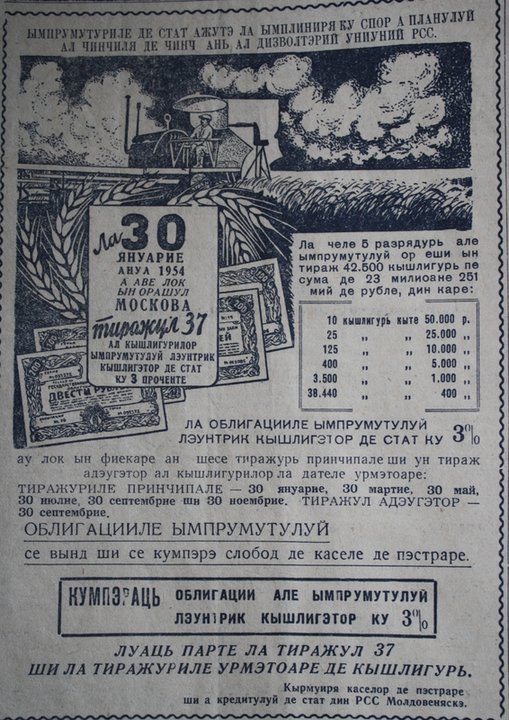 ЫМПРУМУТУРИЛЕ ДЕ СТАТ АЖУТЭ ЛА ЫМПЛИНИРЯ КУ СПОР А ПЛАНУЛУЙ
АЛ ЧИНЧИЛЯ ДЕ ЧИНЧ АНЬ АЛ ДИЗВОЛТЭРИЙ УНИУНИЙ РСС.
Ла 30
ЯНУАРИЕ
АНУЛ 1954
А АВЕ ЛОК
ЫН ОРАШУЛ
МОСКОВА
тиражул 37
АЛ КЫШЛИГУРИЛОР
ЫМПРУМУТУЛУЙ ЛЭУНТРИК
КЫШЛИГЭТОР ДЕ СТАТ
КУ 3 ПРОЧЕНТЕ
ДВЕСТИ
Ла челе 5 разрядурь але
ымпрумутулуй ор еши ын
тираж 42.500 кышлигурь пе
сума де 23 милиоане 251
мий де рубле, дин каре:
10 кышлигурь кыте 50.000 р.
25 „ „ 25.000 „
125 „ „ 10.000 „
400 „ „ 5.000 „
3.500 „ „ 1.000 „
38.440 „ „ 400 „
ЛА ОБЛИГАЦИИЛЕ ЫМПРУМУТУЛУЙ
ЛЭУНТРИК КЫШЛИГЭТОР ДЕ СТАТ КУ 3%
ау лок ын фиекаре ан шесе тиражурь принчипале ши ун тираж
адэугэтор ал кышлигурилор ла дателе урмэтоаре:
ТИРАЖУРИЛЕ ПРИНЧИПАЛЕ — 30 януарие, 30 мартие, 30 май,
30 июлие, 30 септембрие ши 30 ноембрие. ТИРАЖУЛ АДЭУГЭТОР —
30 септембрие.
ОБЛИГАЦИИЛЕ ЫМПРУМУТУЛУЙ
се вынд ши се кумпэрэ слобод де каселе де пэстраре.
КУМПЭРАЦЬ ОБЛИГАЦИИ АЛЕ ЫМПРУМУТУЛУЙ
ЛЭУНТРИК КЫШЛИГЭТОР КУ 3%
ЛУАЦЬ ПАРТЕ ЛА ТИРАЖУЛ 37
ШИ ЛА ТИРАЖУРИЛЕ УРМЭТОАРЕ ДЕ КЫШЛИГУРЬ.
Кырмуиря каселор де пэстраре
ши а кредитулуй де стат дин РСС Молдовеняскэ.